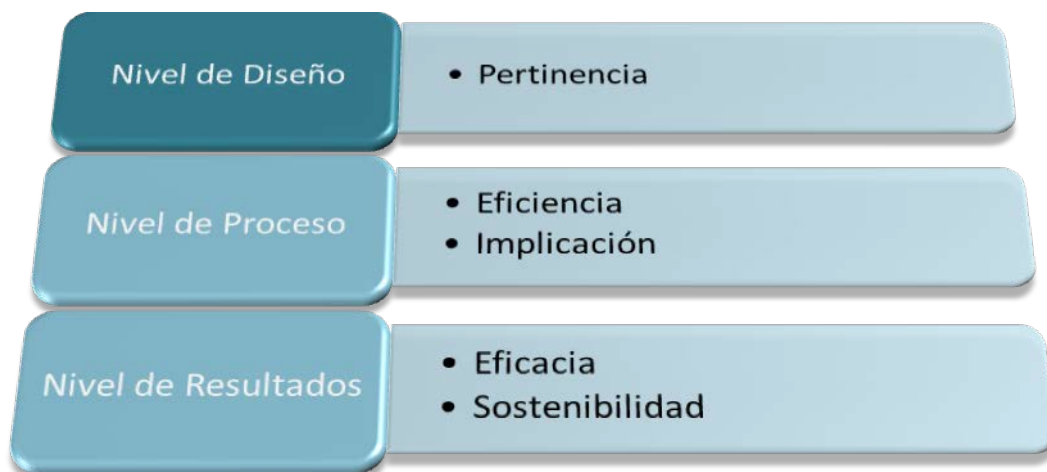 Nivel de Diseño
• Pertinencia
Nivel de Proceso
• Eficiencia
• Implicación
Nivel de Resultados
• Eficacia
• Sostenibilidad